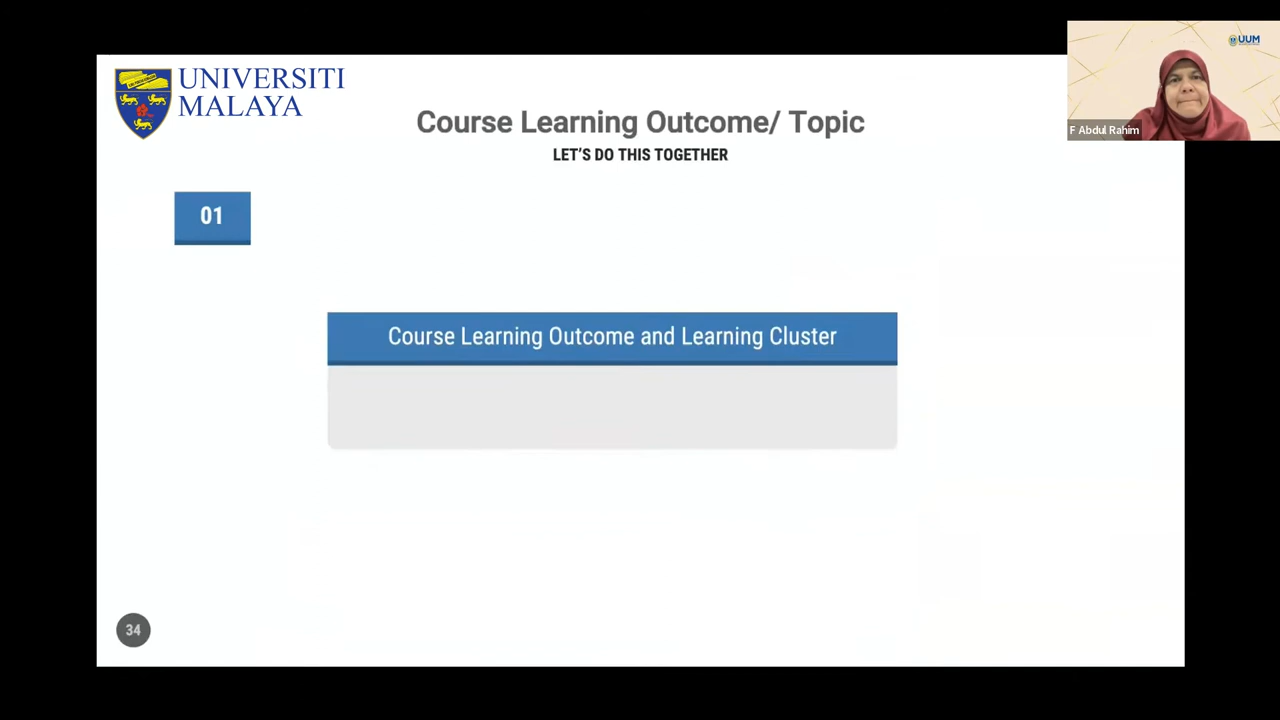 UNIVERSITI
MALAYA
UUM
F Abdul Rahim
Course Learning Outcome/ Topic
LET'S DO THIS TOGETHER
01
Course Learning Outcome and Learning Cluster
34